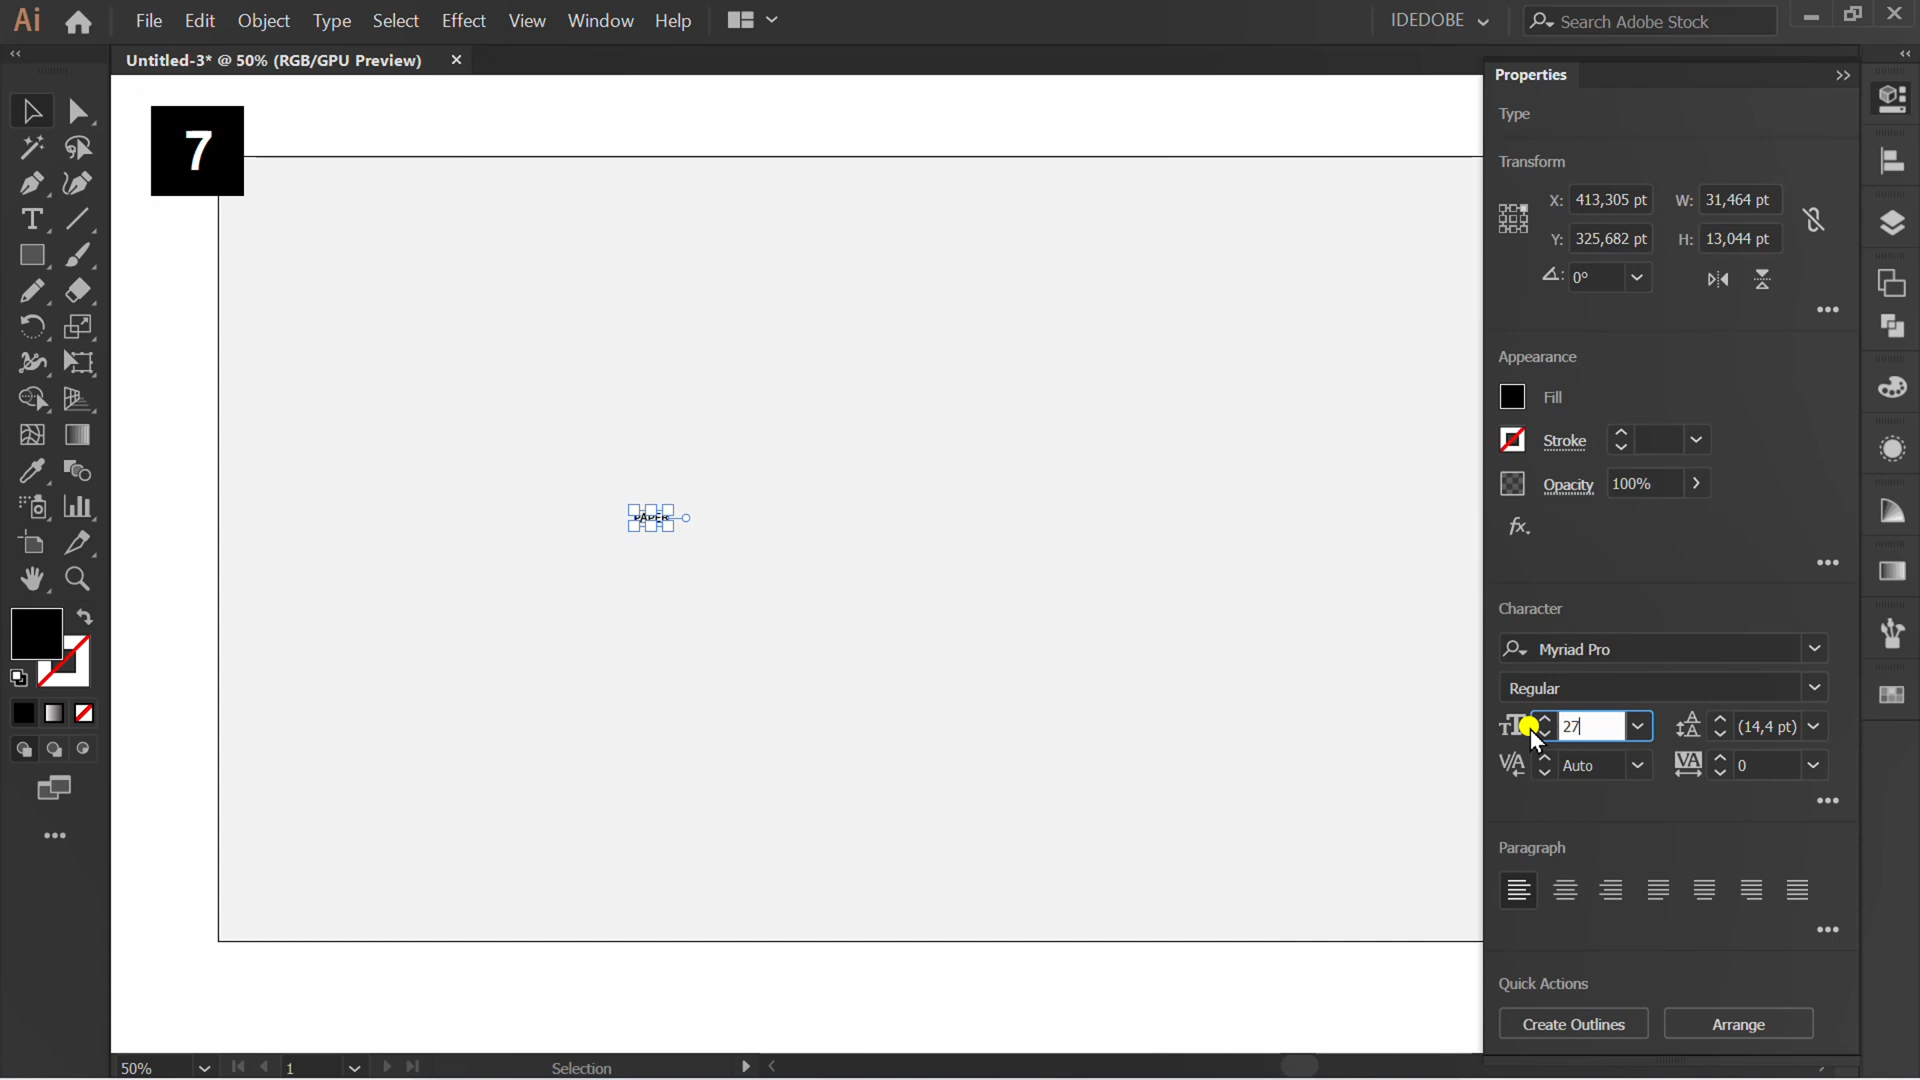 Ai File Edit Object Type Select Effect View Window Help IDEDOBE Search Adobe Stock
Untitled-3* @ 50% (RGB/GPU Preview)
7
Properties
Type
Transform
X: 413,305 pt W: 31,464 pt
Y: 325,682 pt H: 13,044 pt
0°
Appearance
Fill
Stroke
Opacity 100%
fx
PAPER
Character
Myriad Pro
Regular
27 (14,4 pt)
Auto 0
Paragraph
Quick Actions
Create Outlines Arrange
50% 1 Selection